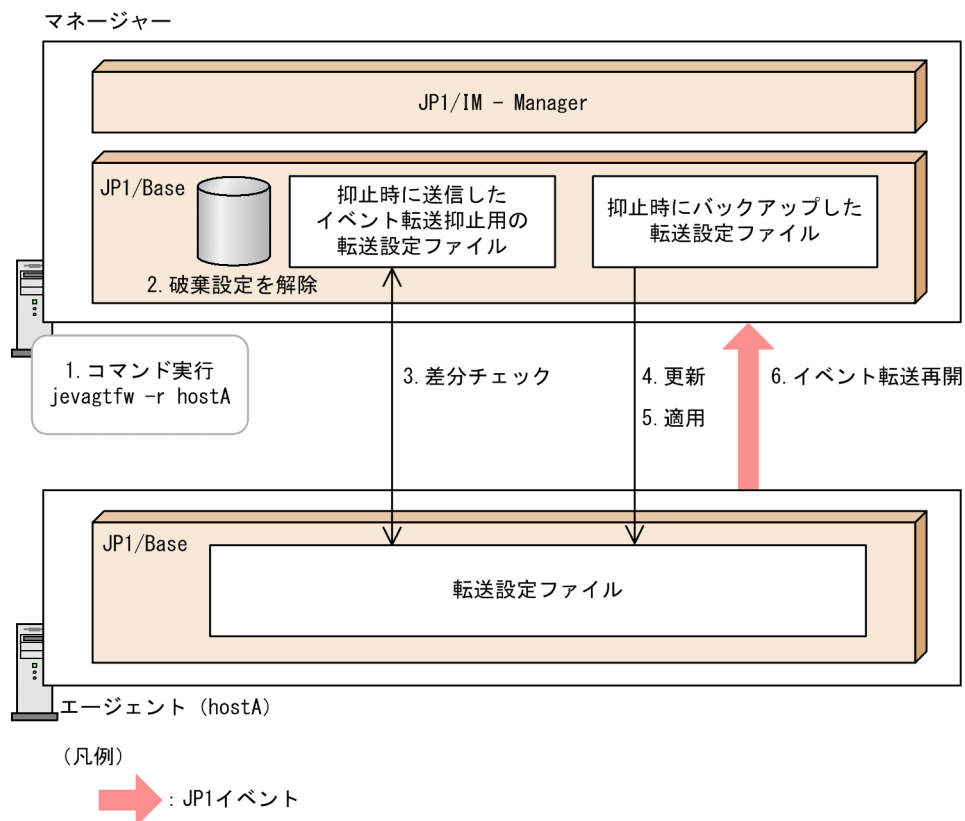 マネージャー
JP1/IM - Manager
JP1/Base
抑止時に送信した
イベント転送抑止用の
転送設定ファイル
抑止時にバックアップした
転送設定ファイル
2. 破棄設定を解除
1. コマンド実行
jevagtfw -r hostA
3. 差分チェック
4. 更新
5. 適用
6. イベント転送再開
JP1/Base
転送設定ファイル
エージェント (hostA)
(凡例)
: JP1イベント